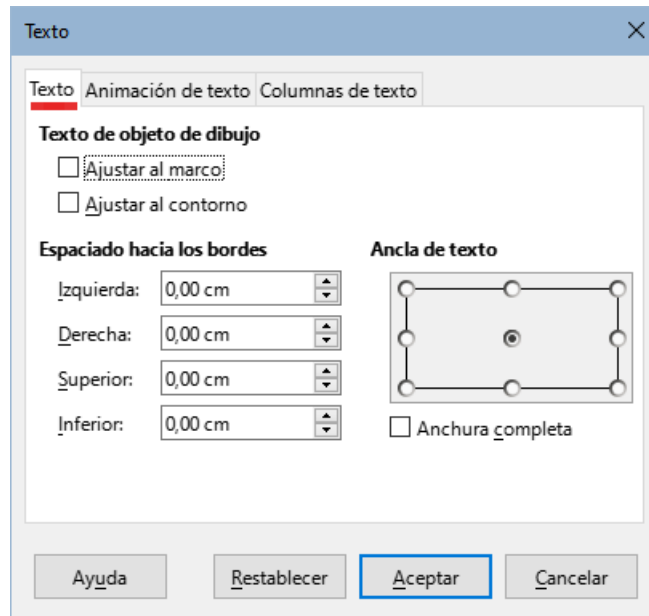 Texto
Texto Animación de texto Columnas de texto
Texto de objeto de dibujo
Ajustar al marco
Ajustar al contorno
Espaciado hacia los bordes Ancla de texto
Izquierda: 0,00 cm
Derecha: 0,00 cm
Superior: 0,00 cm
Inferior: 0,00 cm
Anchura completa
Ayuda Restablecer Aceptar Cancelar